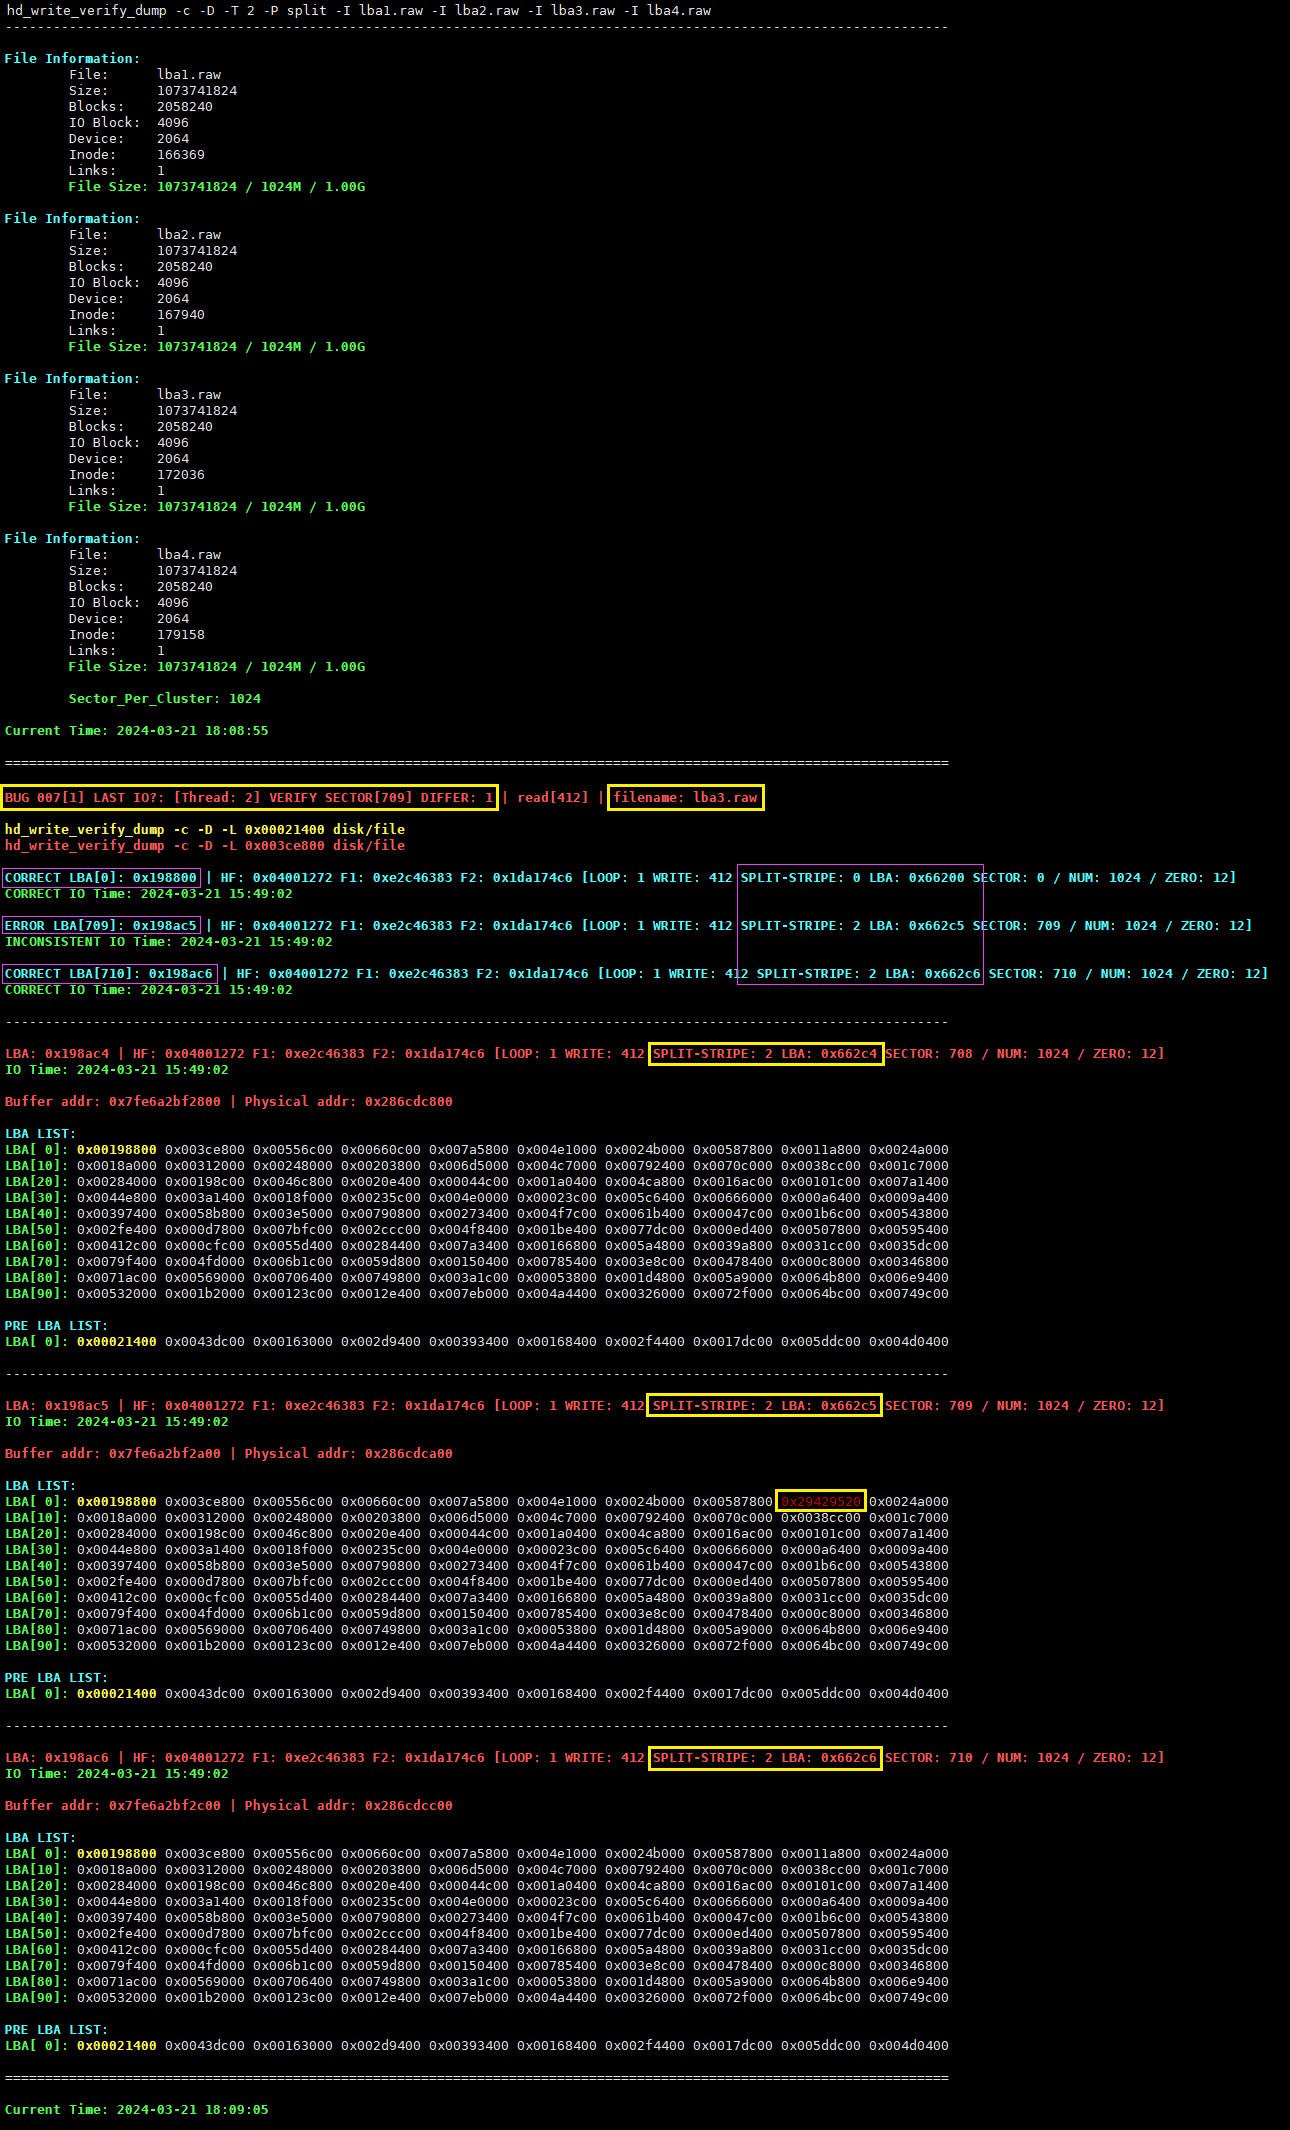 hd_write_verify_dump -c -D -T 2 -P split -I lba1.raw -I lba2.raw -I lba3.raw -I lba4.raw
----------------------------------------------------------------------------------------------------------------------
File Information:
File: lba1.raw
Size: 1073741824
Blocks: 2058240
IO Block: 4096
Device: 2064
Inode: 166369
Links: 1
File Size: 1073741824 / 1024M / 1.00G
File Information:
File: lba2.raw
Size: 1073741824
Blocks: 2058240
IO Block: 4096
Device: 2064
Inode: 167940
Links: 1
File Size: 1073741824 / 1024M / 1.00G
File Information:
File: lba3.raw
Size: 1073741824
Blocks: 2058240
IO Block: 4096
Device: 2064
Inode: 172036
Links: 1
File Size: 1073741824 / 1024M / 1.00G
File Information:
File: lba4.raw
Size: 1073741824
Blocks: 2058240
IO Block: 4096
Device: 2064
Inode: 179158
Links: 1
File Size: 1073741824 / 1024M / 1.00G
Sector_Per_Cluster: 1024
Current Time: 2024-03-21 18:08:55
======================================================================================================================
BUG 007[1] LAST IO?: [Thread: 2] VERIFY SECTOR[709] DIFFER: 1 | read[412] | filename: lba3.raw
hd_write_verify_dump -c -D -L 0x00021400 disk/file
hd_write_verify_dump -c -D -L 0x003ce800 disk/file
CORRECT LBA[0]: 0x198800 | HF: 0x04001272 F1: 0xe2c46383 F2: 0x1da174c6 [LOOP: 1 WRITE: 412 SPLIT-STRIPE: 0 LBA: 0x66200 SECTOR: 0 / NUM: 1024 / ZERO: 12]
CORRECT IO Time: 2024-03-21 15:49:02
ERROR LBA[709]: 0x198ac5 | HF: 0x04001272 F1: 0xe2c46383 F2: 0x1da174c6 [LOOP: 1 WRITE: 412 SPLIT-STRIPE: 2 LBA: 0x662c5 SECTOR: 709 / NUM: 1024 / ZERO: 12]
INCONSISTENT IO Time: 2024-03-21 15:49:02
CORRECT LBA[710]: 0x198ac6 | HF: 0x04001272 F1: 0xe2c46383 F2: 0x1da174c6 [LOOP: 1 WRITE: 412 SPLIT-STRIPE: 2 LBA: 0x662c6 SECTOR: 710 / NUM: 1024 / ZERO: 12]
CORRECT IO Time: 2024-03-21 15:49:02
----------------------------------------------------------------------------------------------------------------------
LBA: 0x198ac4 | HF: 0x04001272 F1: 0xe2c46383 F2: 0x1da174c6 [LOOP: 1 WRITE: 412 SPLIT-STRIPE: 2 LBA: 0x662c4 SECTOR: 708 / NUM: 1024 / ZERO: 12]
IO Time: 2024-03-21 15:49:02
Buffer addr: 0x7fe6a2bf2800 | Physical addr: 0x286cdc800
LBA LIST:
LBA[ 0]: 0x00198800 0x003ce800 0x00556c00 0x00660c00 0x007a5800 0x004e1000 0x0024b000 0x00587800 0x0011a800 0x0024a000
LBA[10]: 0x0018a000 0x00312000 0x00248000 0x00203800 0x006d5000 0x004c7000 0x00792400 0x0070c000 0x0038cc00 0x001c7000
LBA[20]: 0x00284000 0x00198c00 0x0046c800 0x0020e400 0x00044c00 0x001a0400 0x004ca800 0x0016ac00 0x00101c00 0x007a1400
LBA[30]: 0x0044e800 0x003a1400 0x0018f000 0x00235c00 0x004e0000 0x00023c00 0x005c6400 0x00666000 0x000a6400 0x0009a400
LBA[40]: 0x00397400 0x0058b800 0x003e5000 0x00790800 0x00273400 0x004f7c00 0x0061b400 0x00047c00 0x001b6c00 0x00543800
LBA[50]: 0x002fe400 0x000d7800 0x007bfc00 0x002ccc00 0x004f8400 0x001be400 0x0077dc00 0x000ed400 0x00507800 0x00595400
LBA[60]: 0x00412c00 0x000cfc00 0x0055d400 0x00284400 0x007a3400 0x00166800 0x005a4800 0x0039a800 0x0031cc00 0x0035dc00
LBA[70]: 0x0079f400 0x004fd000 0x006b1c00 0x0059d800 0x00150400 0x00785400 0x003e8c00 0x00478400 0x000c8000 0x00346800
LBA[80]: 0x0071ac00 0x00569000 0x00706400 0x00749800 0x003a1c00 0x00053800 0x001d4800 0x005a9000 0x0064b800 0x006e9400
LBA[90]: 0x00532000 0x001b2000 0x00123c00 0x0012e400 0x007eb000 0x004a4400 0x00326000 0x0072f000 0x0064bc00 0x00749c00
PRE LBA LIST:
LBA[ 0]: 0x00021400 0x0043dc00 0x00163000 0x002d9400 0x00393400 0x00168400 0x002f4400 0x0017dc00 0x005ddc00 0x004d0400
----------------------------------------------------------------------------------------------------------------------
LBA: 0x198ac5 | HF: 0x04001272 F1: 0xe2c46383 F2: 0x1da174c6 [LOOP: 1 WRITE: 412 SPLIT-STRIPE: 2 LBA: 0x662c5 SECTOR: 709 / NUM: 1024 / ZERO: 12]
IO Time: 2024-03-21 15:49:02
Buffer addr: 0x7fe6a2bf2a00 | Physical addr: 0x286cdca00
LBA LIST:
LBA[ 0]: 0x00198800 0x003ce800 0x00556c00 0x00660c00 0x007a5800 0x004e1000 0x0024b000 0x00587800 0x29429520 0x0024a000
LBA[10]: 0x0018a000 0x00312000 0x00248000 0x00203800 0x006d5000 0x004c7000 0x00792400 0x0070c000 0x0038cc00 0x001c7000
LBA[20]: 0x00284000 0x00198c00 0x0046c800 0x0020e400 0x00044c00 0x001a0400 0x004ca800 0x0016ac00 0x00101c00 0x007a1400
LBA[30]: 0x0044e800 0x003a1400 0x0018f000 0x00235c00 0x004e0000 0x00023c00 0x005c6400 0x00666000 0x000a6400 0x0009a400
LBA[40]: 0x00397400 0x0058b800 0x003e5000 0x00790800 0x00273400 0x004f7c00 0x0061b400 0x00047c00 0x001b6c00 0x00543800
LBA[50]: 0x002fe400 0x000d7800 0x007bfc00 0x002ccc00 0x004f8400 0x001be400 0x0077dc00 0x000ed400 0x00507800 0x00595400
LBA[60]: 0x00412c00 0x000cfc00 0x0055d400 0x00284400 0x007a3400 0x00166800 0x005a4800 0x0039a800 0x0031cc00 0x0035dc00
LBA[70]: 0x0079f400 0x004fd000 0x006b1c00 0x0059d800 0x00150400 0x00785400 0x003e8c00 0x00478400 0x000c8000 0x00346800
LBA[80]: 0x0071ac00 0x00569000 0x00706400 0x00749800 0x003a1c00 0x00053800 0x001d4800 0x005a9000 0x0064b800 0x006e9400
LBA[90]: 0x00532000 0x001b2000 0x00123c00 0x0012e400 0x007eb000 0x004a4400 0x00326000 0x0072f000 0x0064bc00 0x00749c00
PRE LBA LIST:
LBA[ 0]: 0x00021400 0x0043dc00 0x00163000 0x002d9400 0x00393400 0x00168400 0x002f4400 0x0017dc00 0x005ddc00 0x004d0400
----------------------------------------------------------------------------------------------------------------------
LBA: 0x198ac6 | HF: 0x04001272 F1: 0xe2c46383 F2: 0x1da174c6 [LOOP: 1 WRITE: 412 SPLIT-STRIPE: 2 LBA: 0x662c6 SECTOR: 710 / NUM: 1024 / ZERO: 12]
IO Time: 2024-03-21 15:49:02
Buffer addr: 0x7fe6a2bf2c00 | Physical addr: 0x286cdcc00
LBA LIST:
LBA[ 0]: 0x00198800 0x003ce800 0x00556c00 0x00660c00 0x007a5800 0x004e1000 0x0024b000 0x00587800 0x0011a800 0x0024a000
LBA[10]: 0x0018a000 0x00312000 0x00248000 0x00203800 0x006d5000 0x004c7000 0x00792400 0x0070c000 0x0038cc00 0x001c7000
LBA[20]: 0x00284000 0x00198c00 0x0046c800 0x0020e400 0x00044c00 0x001a0400 0x004ca800 0x0016ac00 0x00101c00 0x007a1400
LBA[30]: 0x0044e800 0x003a1400 0x0018f000 0x00235c00 0x004e0000 0x00023c00 0x005c6400 0x00666000 0x000a6400 0x0009a400
LBA[40]: 0x00397400 0x0058b800 0x003e5000 0x00790800 0x00273400 0x004f7c00 0x0061b400 0x00047c00 0x001b6c00 0x00543800
LBA[50]: 0x002fe400 0x000d7800 0x007bfc00 0x002ccc00 0x004f8400 0x001be400 0x0077dc00 0x000ed400 0x00507800 0x00595400
LBA[60]: 0x00412c00 0x000cfc00 0x0055d400 0x00284400 0x007a3400 0x00166800 0x005a4800 0x0039a800 0x0031cc00 0x0035dc00
LBA[70]: 0x0079f400 0x004fd000 0x006b1c00 0x0059d800 0x00150400 0x00785400 0x003e8c00 0x00478400 0x000c8000 0x00346800
LBA[80]: 0x0071ac00 0x00569000 0x00706400 0x00749800 0x003a1c00 0x00053800 0x001d4800 0x005a9000 0x0064b800 0x006e9400
LBA[90]: 0x00532000 0x001b2000 0x00123c00 0x0012e400 0x007eb000 0x004a4400 0x00326000 0x0072f000 0x0064bc00 0x00749c00
PRE LBA LIST:
LBA[ 0]: 0x00021400 0x0043dc00 0x00163000 0x002d9400 0x00393400 0x00168400 0x002f4400 0x0017dc00 0x005ddc00 0x004d0400
======================================================================================================================
Current Time: 2024-03-21 18:09:05